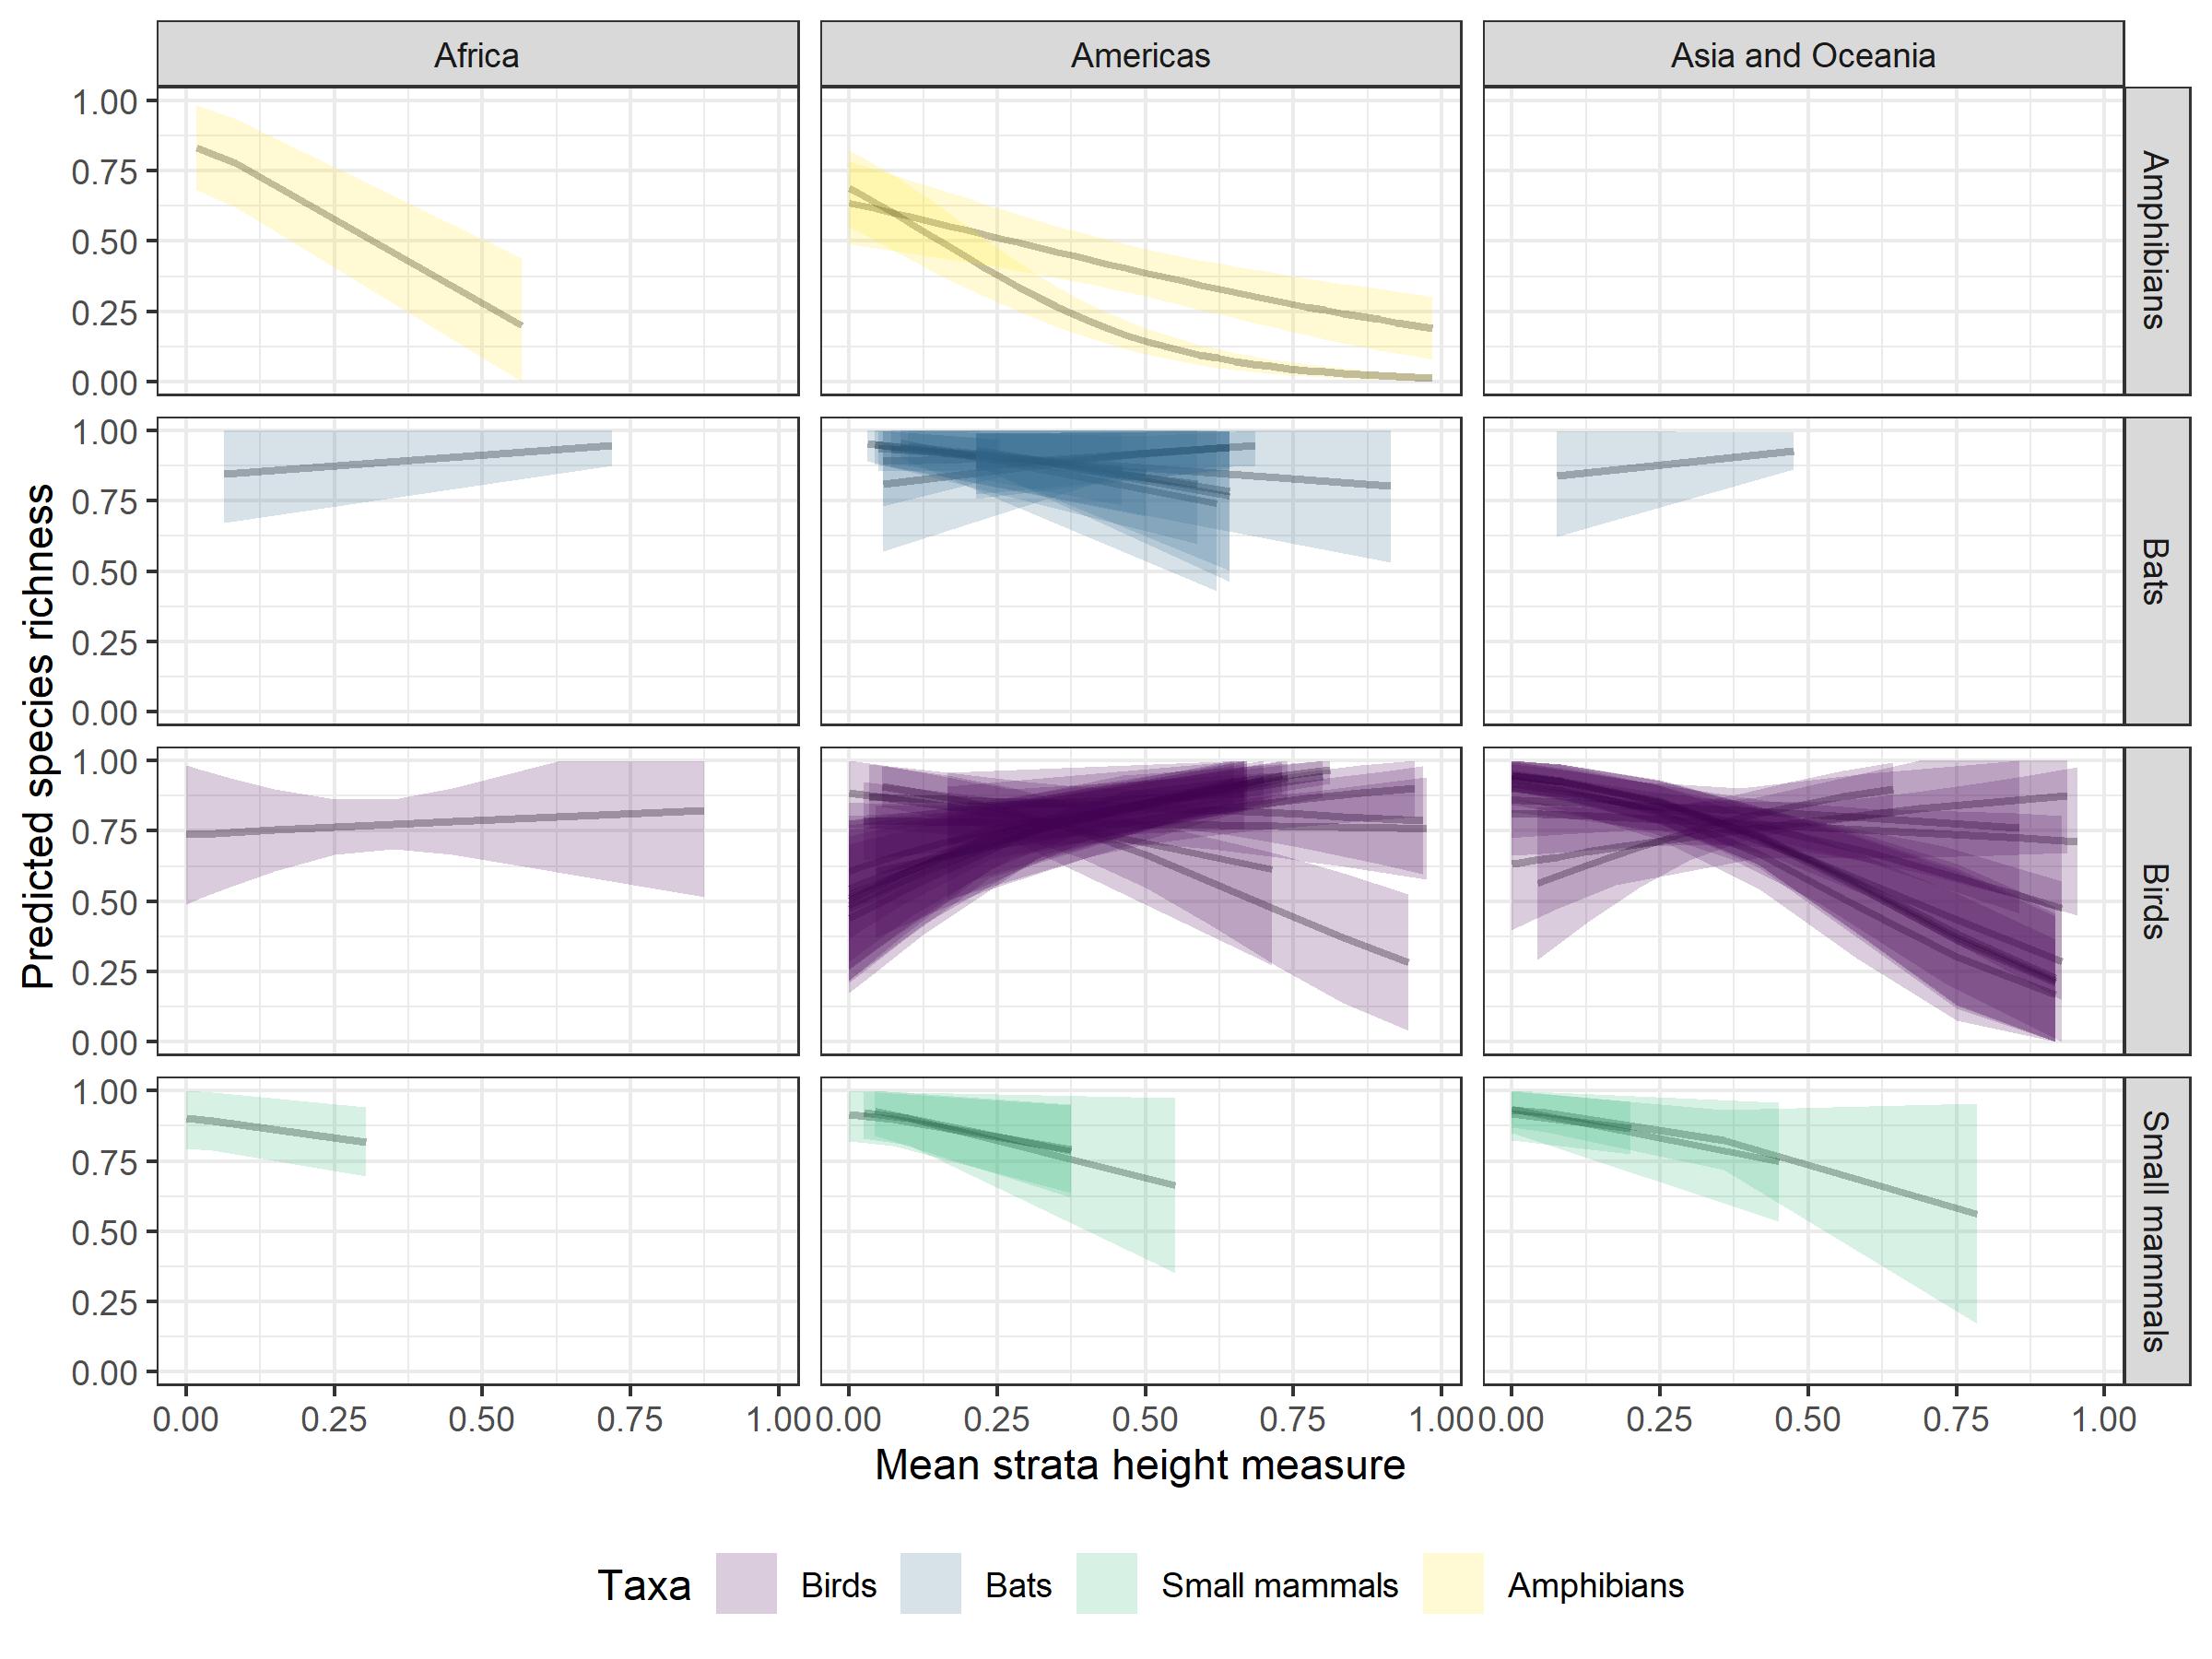 Africa
Americas
Asia and Oceania
1.00
0.75
0.50
0.25
0.00
Amphibians
1.00
0.75
0.50
0.25
0.00
Bats
1.00
0.75
0.50
0.25
0.00
Birds
1.00
0.75
0.50
0.25
0.00
Small mammals
Predicted species richness
0.00 0.25 0.50 0.75 1.00
0.00 0.25 0.50 0.75 1.00
0.00 0.25 0.50 0.75 1.00
Mean strata height measure
Taxa Birds Bats Small mammals Amphibians